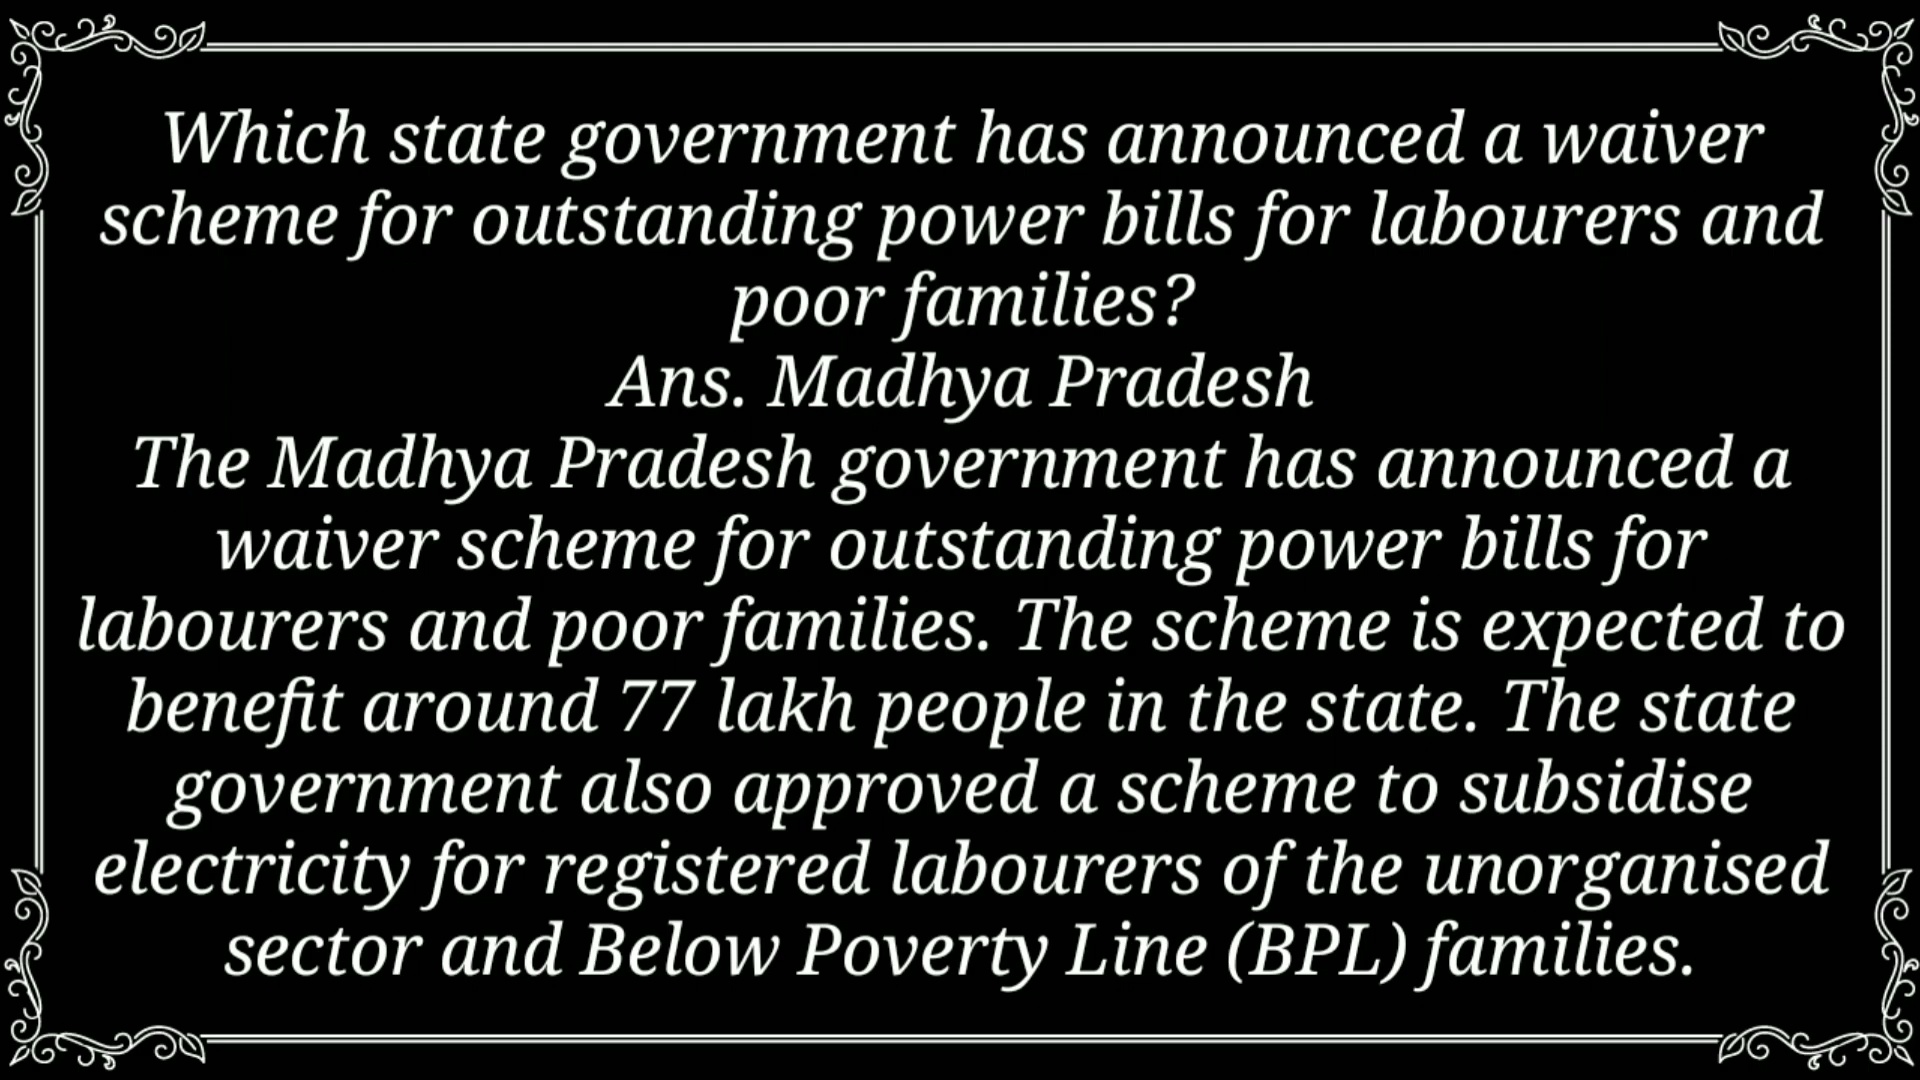 Which state government has announced a waiver
scheme for outstanding power bills for labourers and
poor families?
Ans. Madhya Pradesh
The Madhya Pradesh government has announced a
waiver scheme for outstanding power bills for
labourers and poor families. The scheme is expected to
benefit around 77 lakh people in the state. The state
government also approved a scheme to subsidise
electricity for registered labourers of the unorganised
sector and Below Poverty Line (BPL) families.